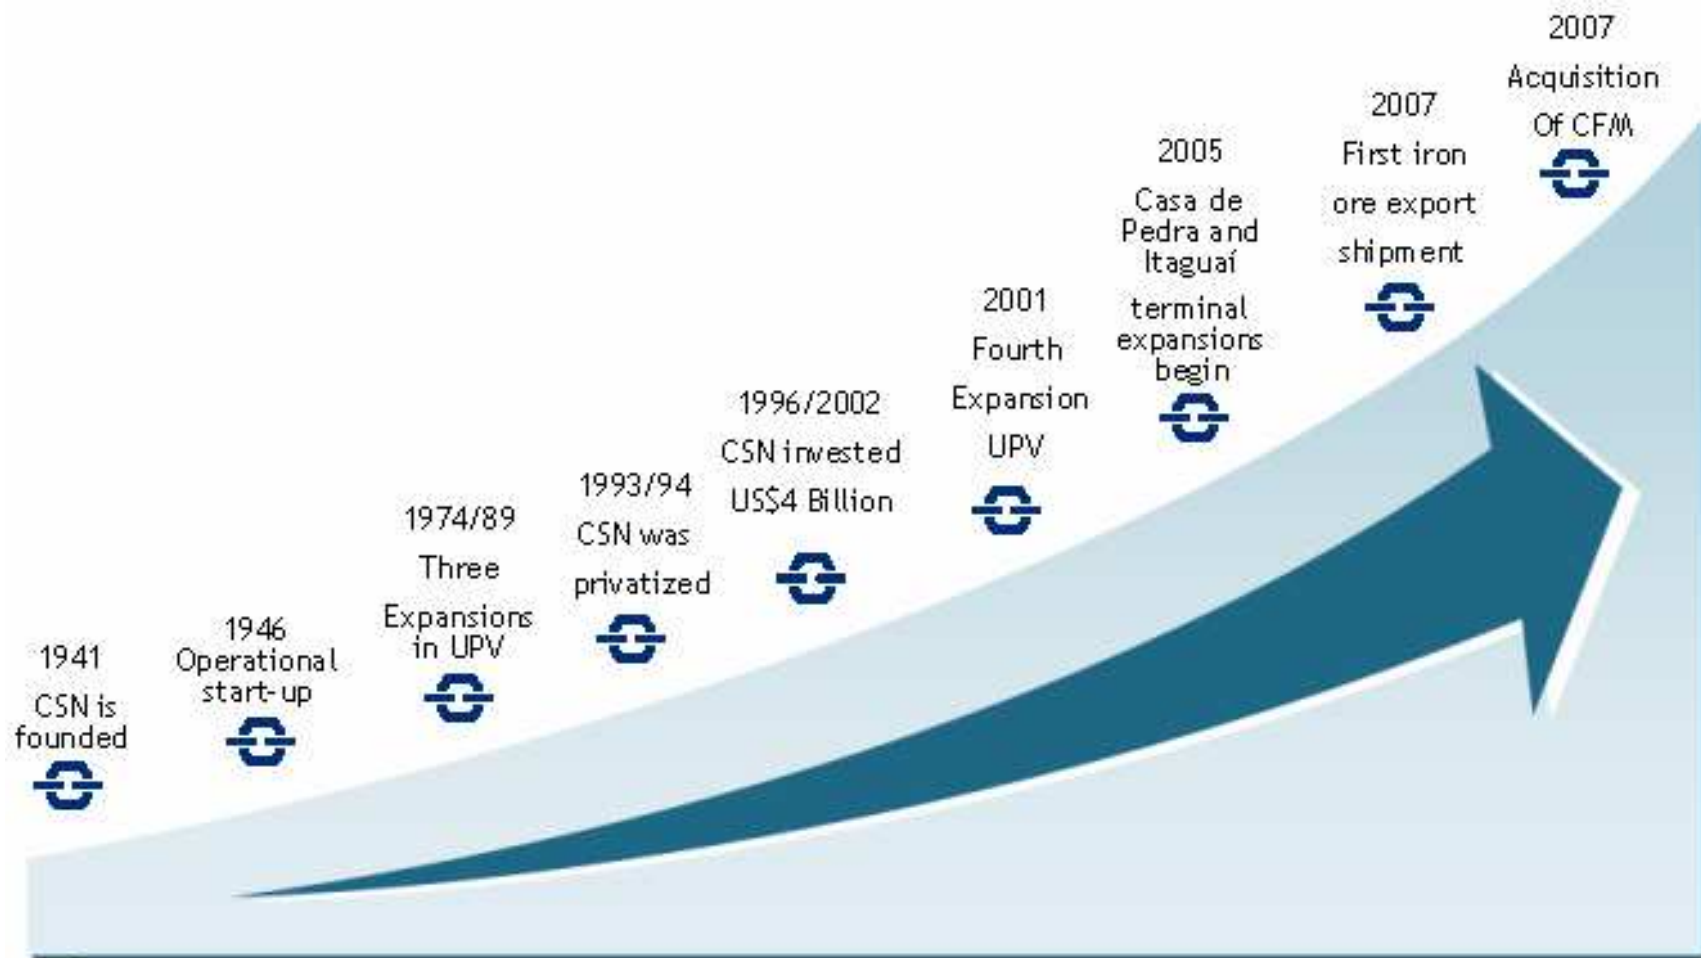 1941
CSN is
founded
1946
Operational
start-up
1974/89
Three
Expansions
in UPV
1993/94
CSN was
privatized
1996/2002
CSN invested
US$4 Billion
2001
Fourth
Expansion
UPV
2005
Casa de
Pedra and
Itaguaí
terminal
expansions
begin
2007
First iron
ore export
shipment
2007
Acquisition
Of CFM